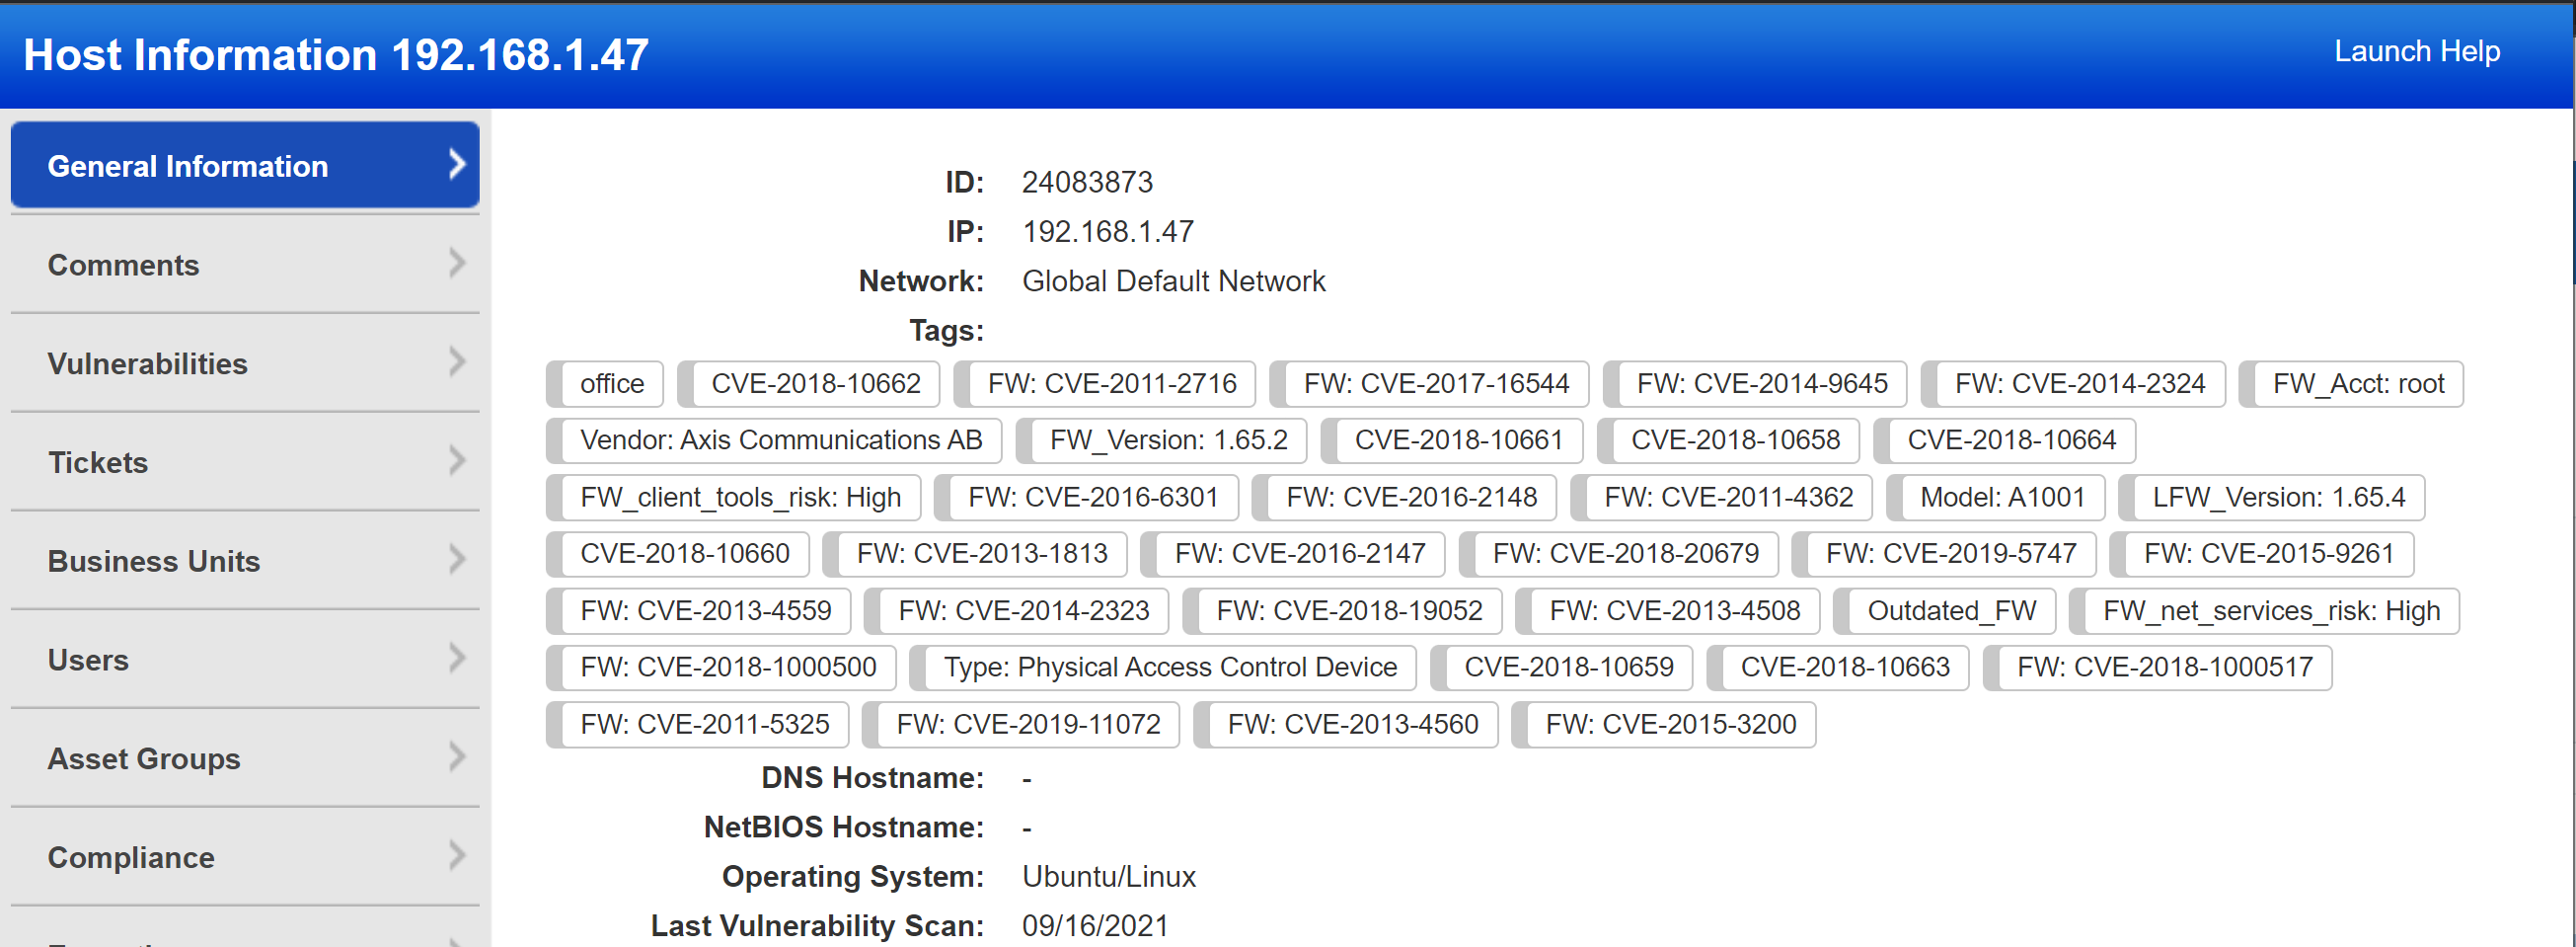 Host Information 192.168.1.47
Launch Help
General Information
Comments
Vulnerabilities
Tickets
Business Units
Users
Asset Groups
Compliance
ID: 24083873
IP: 192.168.1.47
Network: Global Default Network
Tags:
office CVE-2018-10662 FW: CVE-2011-2716 FW: CVE-2017-16544 FW: CVE-2014-9645 FW: CVE-2014-2324 FW_Acct: root
Vendor: Axis Communications AB FW_Version: 1.65.2 CVE-2018-10661 CVE-2018-10658 CVE-2018-10664
FW_client_tools_risk: High FW: CVE-2016-6301 FW: CVE-2016-2148 FW: CVE-2011-4362 Model: A1001 LFW_Version: 1.65.4
CVE-2018-10660 FW: CVE-2013-1813 FW: CVE-2016-2147 FW: CVE-2018-20679 FW: CVE-2019-5747 FW: CVE-2015-9261
FW: CVE-2013-4559 FW: CVE-2014-2323 FW: CVE-2018-19052 FW: CVE-2013-4508 Outdated_FW FW_net_services_risk: High
FW: CVE-2018-1000500 Type: Physical Access Control Device CVE-2018-10659 CVE-2018-10663 FW: CVE-2018-1000517
FW: CVE-2011-5325 FW: CVE-2019-11072 FW: CVE-2013-4560 FW: CVE-2015-3200
DNS Hostname: -
NetBIOS Hostname: -
Operating System: Ubuntu/Linux
Last Vulnerability Scan: 09/16/2021